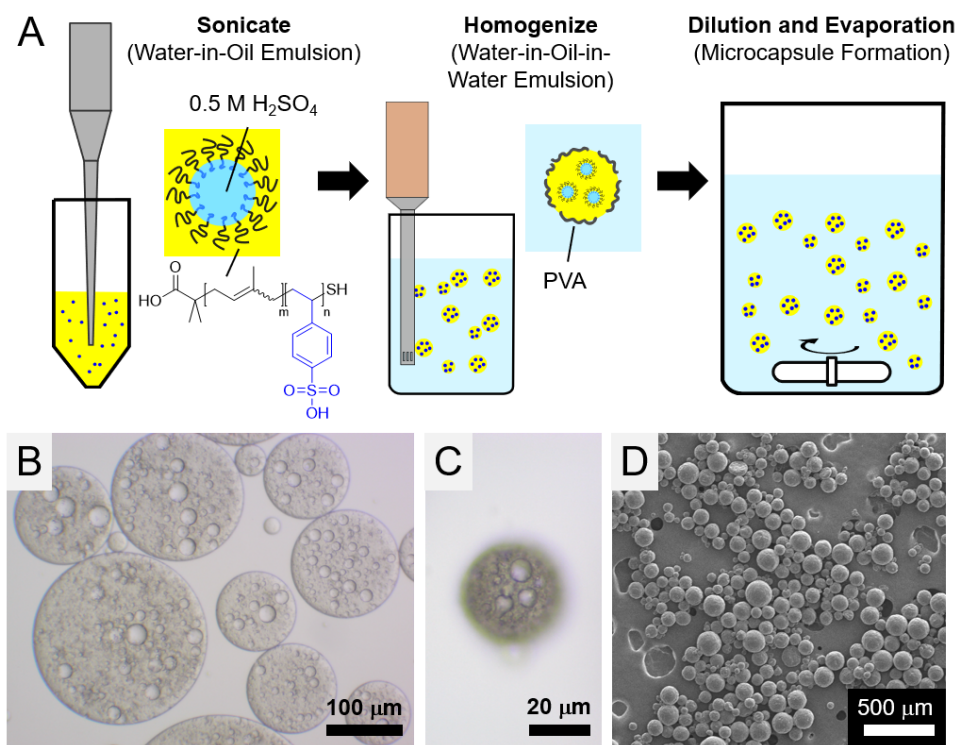 A
Sonicate
(Water-in-Oil Emulsion)
0.5 M H₂SO₄
O
HO
m
n
SH
O=S=O
OH
Homogenize
(Water-in-Oil-in-
Water Emulsion)
PVA
Dilution and Evaporation
(Microcapsule Formation)
B
100 μm
C
20 μm
D
500 μm